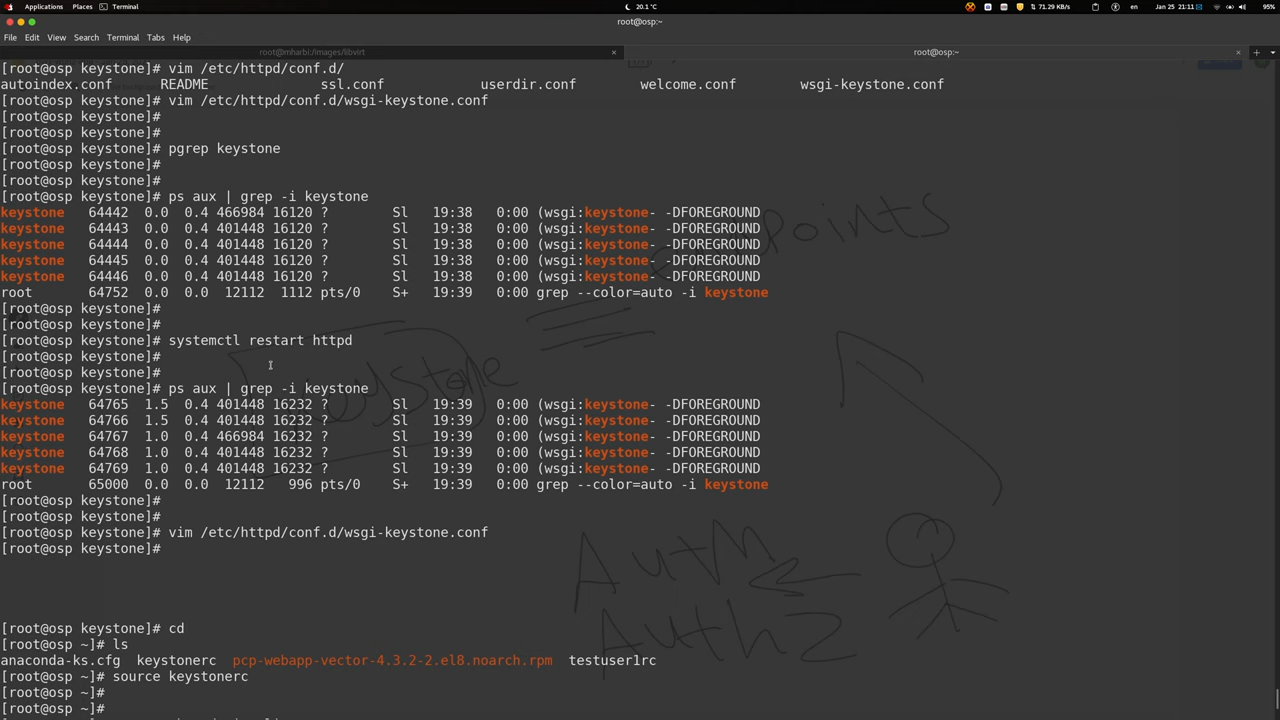 Applications Places Terminal 20.1 °C 71.29 KB/s en Jan 25 21:11 95%
root@osp:~
File Edit View Search Terminal Tabs Help
root@mharbi:/images/libvirt root@osp:~
[root@osp keystone]# vim /etc/httpd/conf.d/
autoindex.conf README ssl.conf userdir.conf welcome.conf wsgi-keystone.conf
[root@osp keystone]# vim /etc/httpd/conf.d/wsgi-keystone.conf
[root@osp keystone]#
[root@osp keystone]#
[root@osp keystone]# pgrep keystone
[root@osp keystone]#
[root@osp keystone]#
[root@osp keystone]# ps aux | grep -i keystone
keystone 64442 0.0 0.4 466984 16120 ? Sl 19:38 0:00 (wsgi:keystone- -DFOREGROUND
keystone 64443 0.0 0.4 401448 16120 ? Sl 19:38 0:00 (wsgi:keystone- -DFOREGROUND
keystone 64444 0.0 0.4 401448 16120 ? Sl 19:38 0:00 (wsgi:keystone- -DFOREGROUND
keystone 64445 0.0 0.4 401448 16120 ? Sl 19:38 0:00 (wsgi:keystone- -DFOREGROUND
keystone 64446 0.0 0.4 401448 16120 ? Sl 19:38 0:00 (wsgi:keystone- -DFOREGROUND
root 64752 0.0 0.0 12112 1112 pts/0 S+ 19:39 0:00 grep --color=auto -i keystone
[root@osp keystone]#
[root@osp keystone]#
[root@osp keystone]# systemctl restart httpd
[root@osp keystone]#
[root@osp keystone]#
[root@osp keystone]# ps aux | grep -i keystone
keystone 64765 1.5 0.4 401448 16232 ? Sl 19:39 0:00 (wsgi:keystone- -DFOREGROUND
keystone 64766 1.5 0.4 401448 16232 ? Sl 19:39 0:00 (wsgi:keystone- -DFOREGROUND
keystone 64767 1.0 0.4 466984 16232 ? Sl 19:39 0:00 (wsgi:keystone- -DFOREGROUND
keystone 64768 1.0 0.4 401448 16232 ? Sl 19:39 0:00 (wsgi:keystone- -DFOREGROUND
keystone 64769 1.0 0.4 401448 16232 ? Sl 19:39 0:00 (wsgi:keystone- -DFOREGROUND
root 65000 0.0 0.0 12112 996 pts/0 S+ 19:39 0:00 grep --color=auto -i keystone
[root@osp keystone]#
[root@osp keystone]#
[root@osp keystone]# vim /etc/httpd/conf.d/wsgi-keystone.conf
[root@osp keystone]#
[root@osp keystone]# cd
[root@osp ~]# ls
anaconda-ks.cfg keystonerc pcp-webapp-vector-4.3.2-2.el8.noarch.rpm testuser1rc
[root@osp ~]# source keystonerc
[root@osp ~]#
[root@osp ~]#
Keystone
AuthN
AuthZ